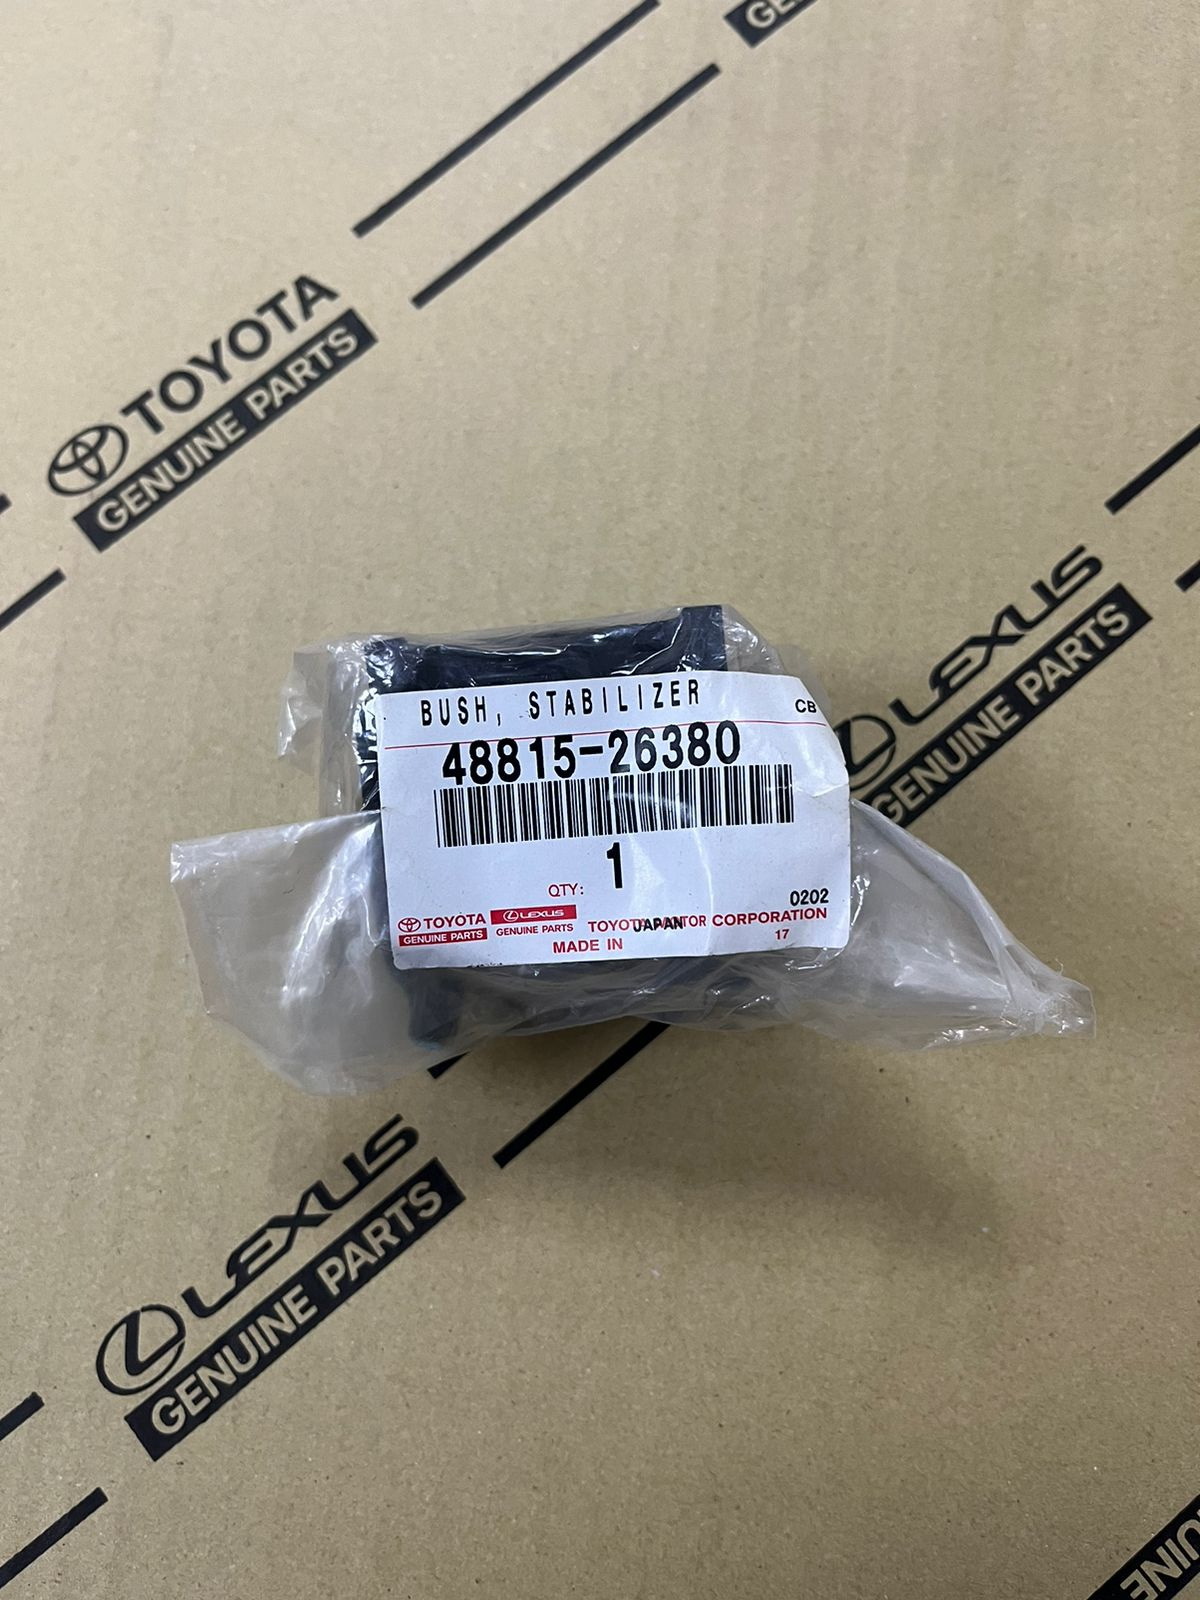 GE
TOYOTA
GENUINE PARTS
LEXUS
GENUINE PARTS
BUSH, STABILIZER
CB
48815-26380
1
QTY:
0202
TOYOTA
GENUINE PARTS
LEXUS
GENUINE PARTS
TOYOTA MOTOR CORPORATION
JAPAN
MADE IN
17
LEXUS
GENUINE PARTS
UINE